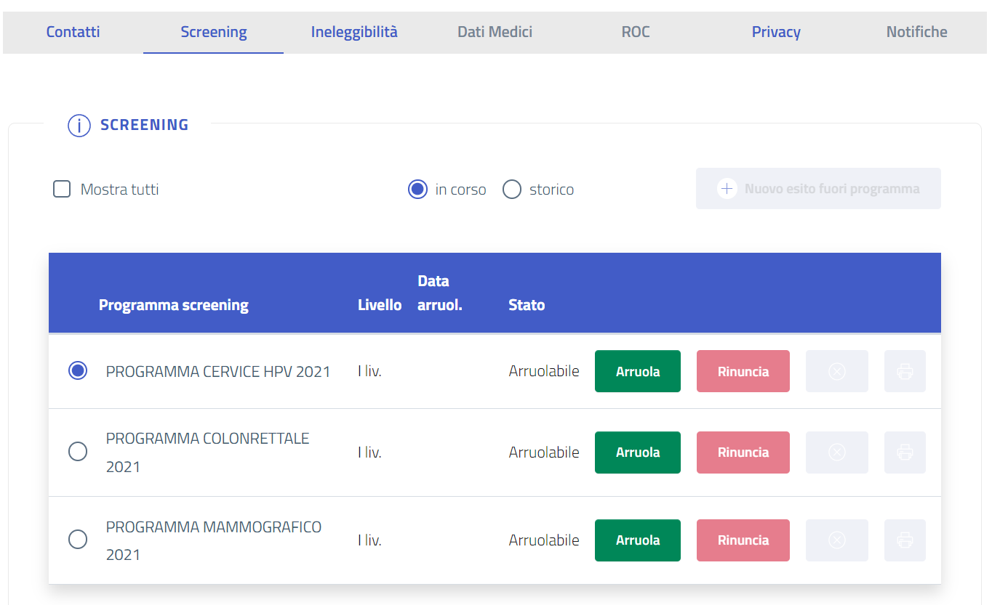 Contatti Screening Ineleggibilità Dati Medici ROC Privacy Notifiche
SCREENING
Mostra tutti in corso storico Nuovo esito fuori programma
Data
Programma screening Livello arruol. Stato
PROGRAMMA CERVICE HPV 2021 I liv. Arruolabile Arruola Rinuncia
PROGRAMMA COLONRETTALE
2021 I liv. Arruolabile Arruola Rinuncia
PROGRAMMA MAMMOGRAFICO
2021 I liv. Arruolabile Arruola Rinuncia